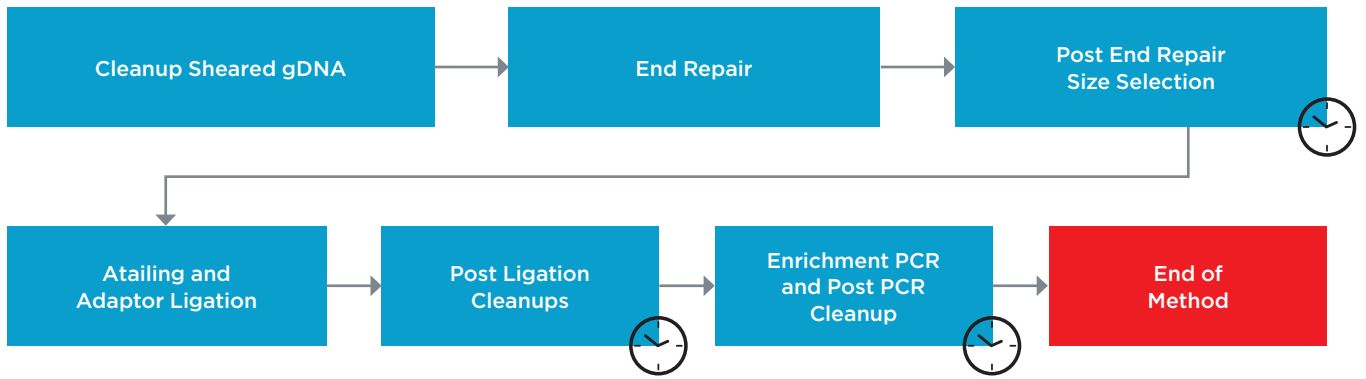 Cleanup Sheared gDNA
End Repair
Post End Repair
Size Selection
Atailing and
Adaptor Ligation
Post Ligation
Cleanups
Enrichment PCR
and Post PCR
Cleanup
End of
Method